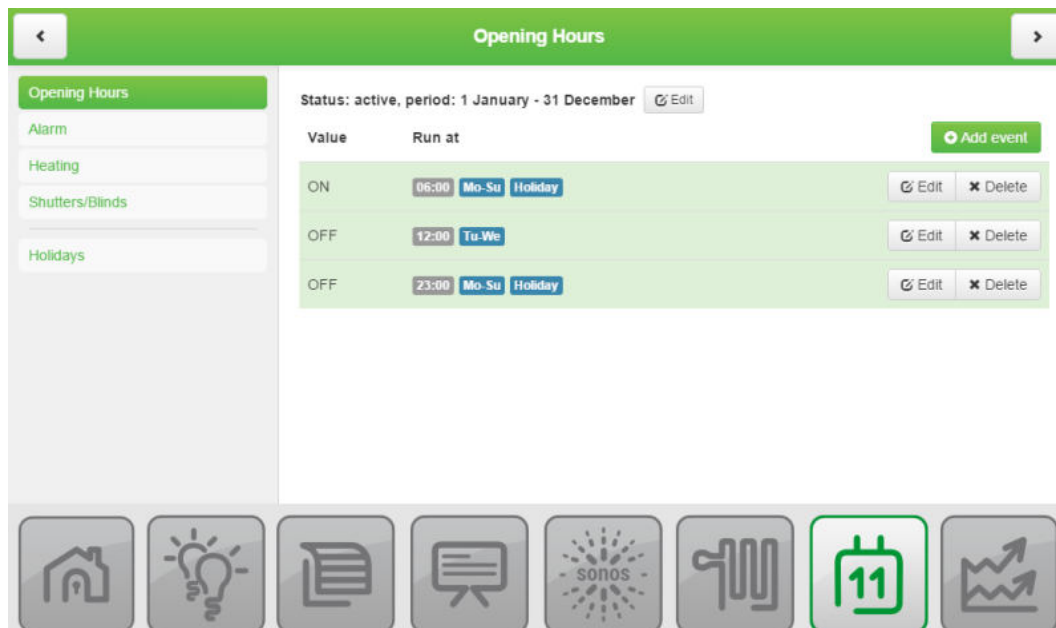 Opening Hours
Opening Hours
Alarm
Heating
Shutters/Blinds
Holidays
Status: active, period: 1 January - 31 December Edit
Value Run at Add event
ON 06:00 Mo-Su Holiday Edit Delete
OFF 12:00 Tu-We Edit Delete
OFF 23:00 Mo-Su Holiday Edit Delete
sonos 11